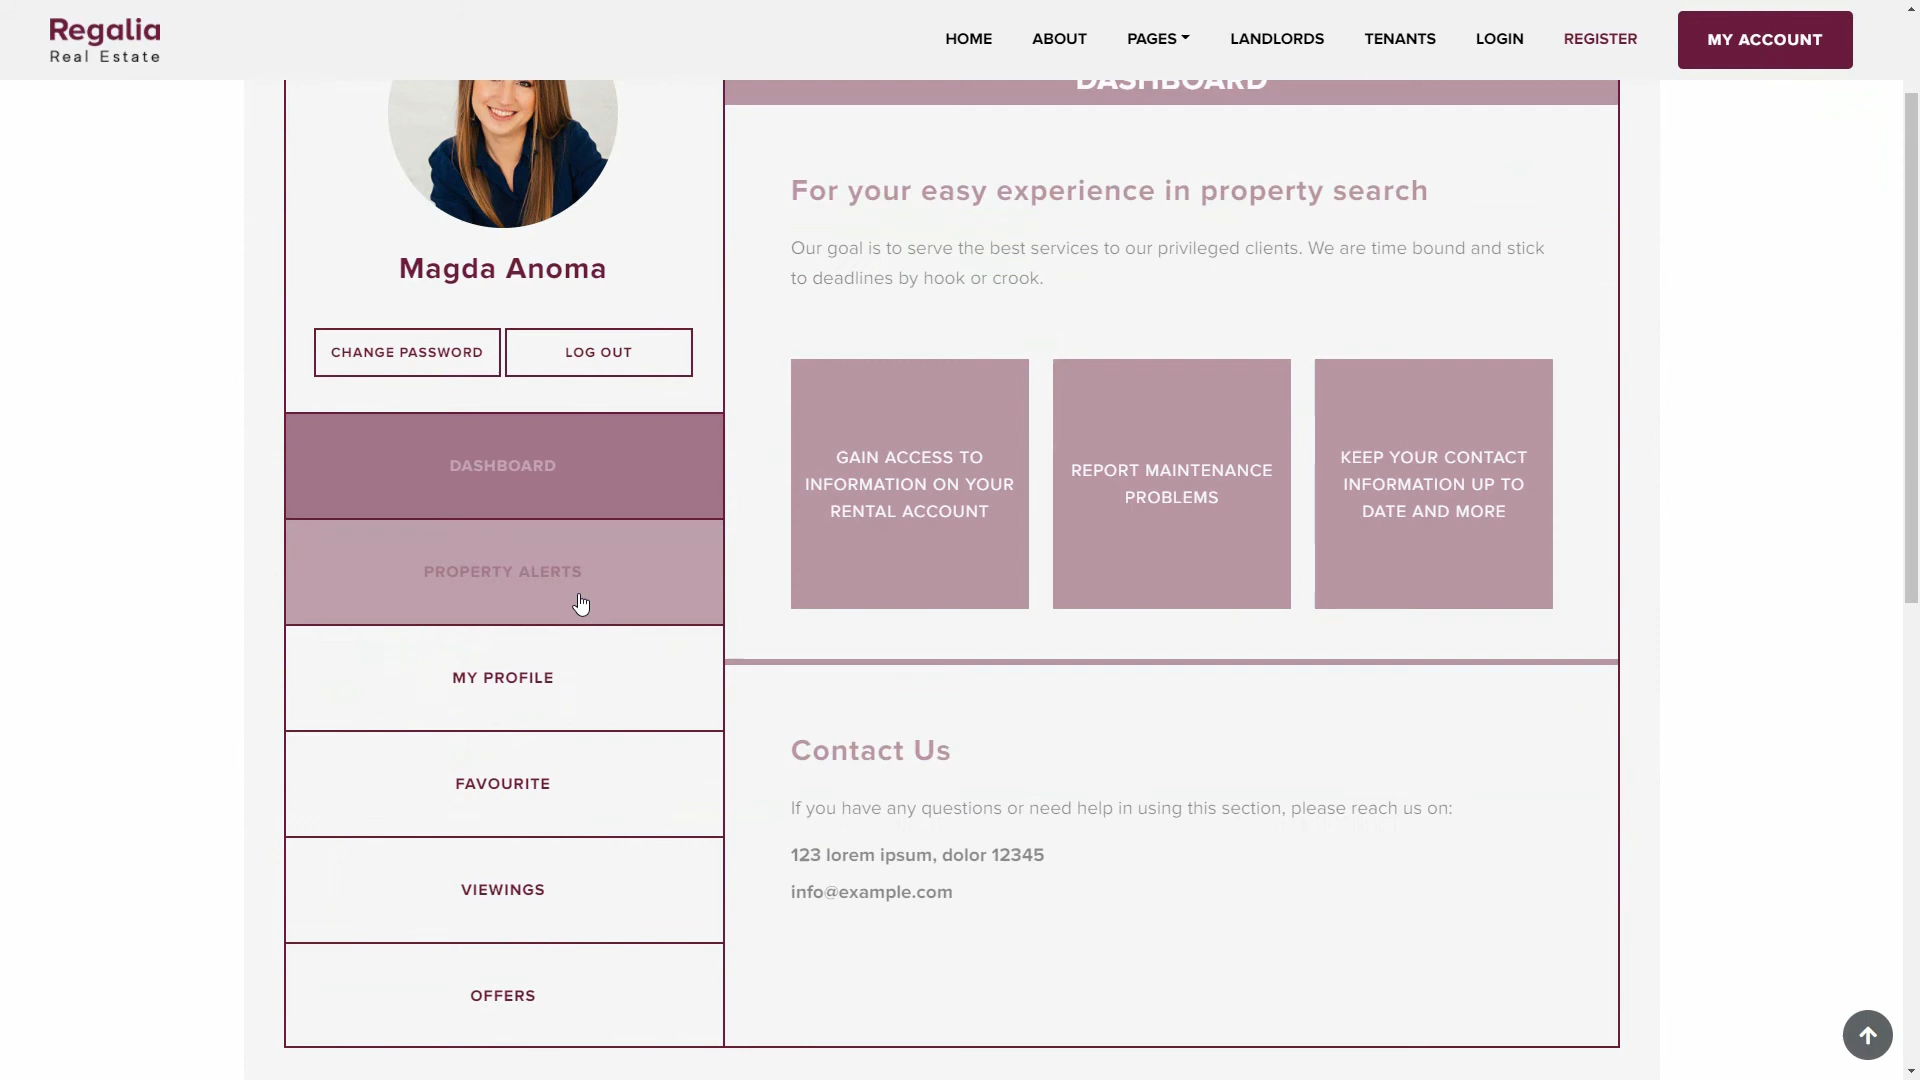 Regalia
Real Estate
HOME
ABOUT
PAGES
LANDLORDS
TENANTS
LOGIN
REGISTER
MY ACCOUNT
DASHBOARD
Magda Anoma
CHANGE PASSWORD
LOG OUT
DASHBOARD
PROPERTY ALERTS
MY PROFILE
FAVOURITE
VIEWINGS
OFFERS
For your easy experience in property search
Our goal is to serve the best services to our privileged clients. We are time bound and stick
to deadlines by hook or crook.
GAIN ACCESS TO
INFORMATION ON YOUR
RENTAL ACCOUNT
REPORT MAINTENANCE
PROBLEMS
KEEP YOUR CONTACT
INFORMATION UP TO
DATE AND MORE
Contact Us
If you have any questions or need help in using this section, please reach us on:
123 lorem ipsum, dolor 12345
info@example.com